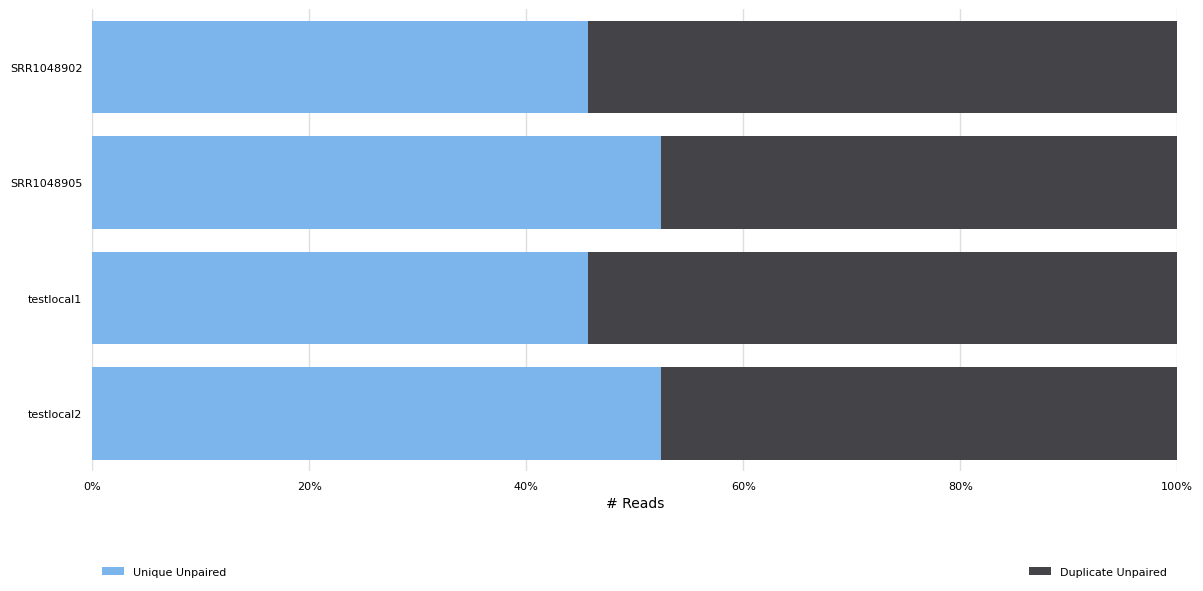 SRR1048902
SRR1048905
testlocal1
testlocal2
0% 20% 40% 60% 80% 100%
# Reads
Unique Unpaired Duplicate Unpaired